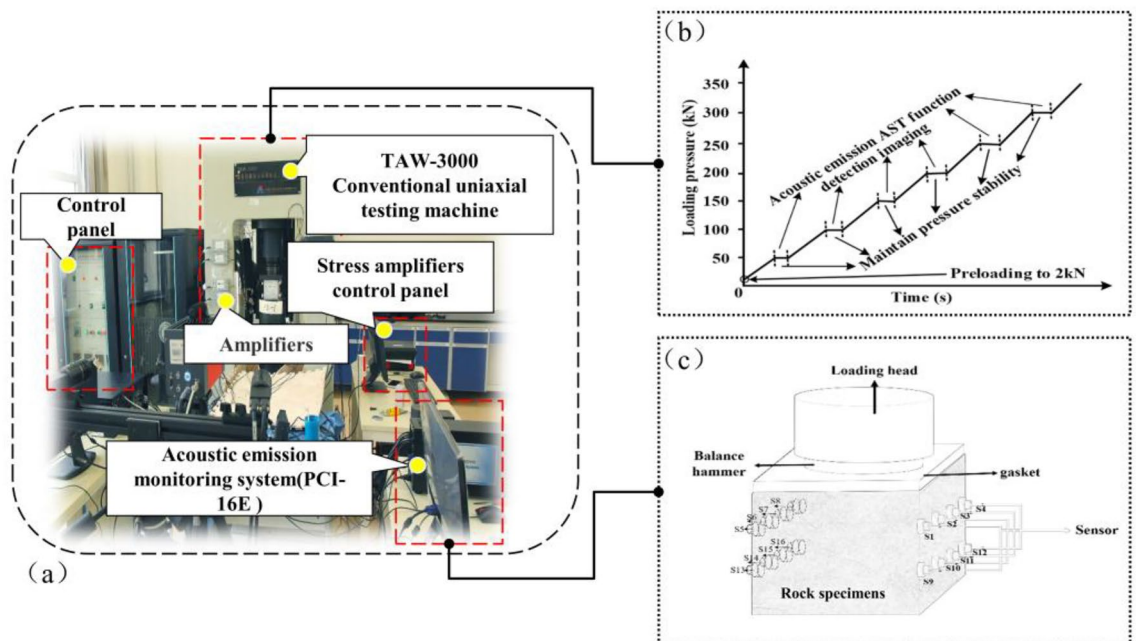 (a)
TAW-3000
Conventional uniaxial
testing machine
Control
panel
Stress amplifiers
control panel
Amplifiers
Acoustic emission
monitoring system(PCI-
16E )
(b)
Loading pressure (kN)
350
300
250
200
150
100
50
0
Acoustic emission AST function
detection imaging
Maintain pressure stability
Preloading to 2kN
Time (s)
(c)
Loading head
Balance
hammer
gasket
S8
S7
S6
S5
S4
S3
S2
S1
Sensor
S16
S15
S14
S13
S12
S11
S10
S9
Rock specimens